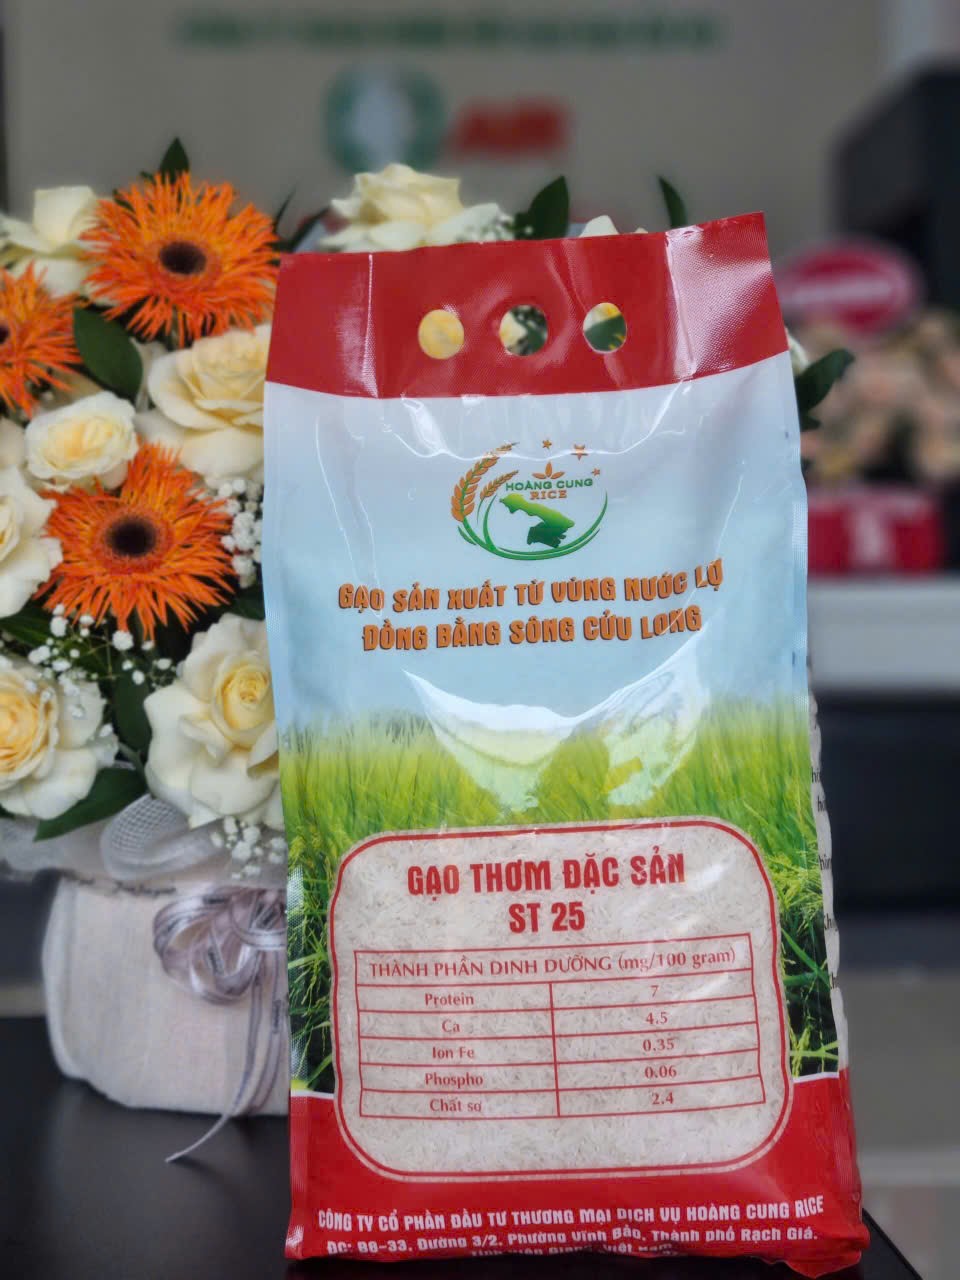 HOÀNG CUNG
RICE
GẠO SẢN XUẤT TỪ VÙNG NƯỚC LỢ
ĐỒNG BẰNG SÔNG CỬU LONG
GẠO THƠM ĐẶC SẢN
ST 25
THÀNH PHẦN DINH DƯỠNG (mg/100 gram)
Protein 7
Ca 4.5
Ion Fe 0.35
Phospho 0.06
Chất sơ 2.4
CÔNG TY CỔ PHẦN ĐẦU TƯ THƯƠNG MẠI DỊCH VỤ HOÀNG CUNG RICE
ĐC: B8-33, Đường 3/2, Phường Vĩnh Bảo, Thành phố Rạch Giá.